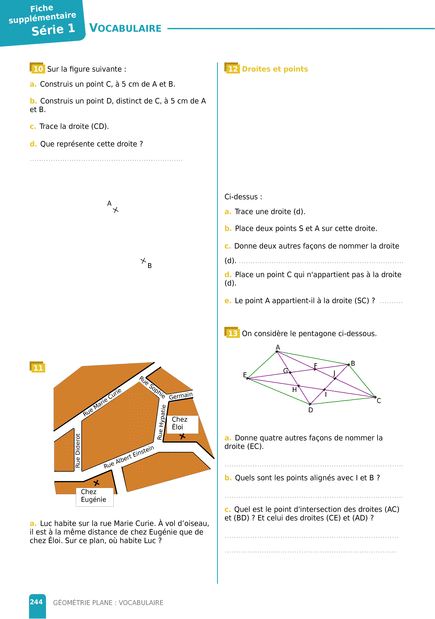 Fiche
supplémentaire
Série 1
VOCABULAIRE
10 Sur la figure suivante :
a. Construis un point C, à 5 cm de A et B.
b. Construis un point D, distinct de C, à 5 cm de A
et B.
c. Trace la droite (CD).
d. Que représente cette droite ?
A
B
11
Rue Marie Curie
Rue Sophie
Germain
Rue Hypatie
Chez
Éloi
Rue Diderot
Rue Albert Einstein
Chez
Eugénie
a. Luc habite sur la rue Marie Curie. À vol d'oiseau,
il est à la même distance de chez Eugénie que de
chez Éloi. Sur ce plan, où habite Luc ?
12 Droites et points
Ci-dessus :
a. Trace une droite (d).
b. Place deux points S et A sur cette droite.
c. Donne deux autres façons de nommer la droite
(d).
d. Place un point C qui n'appartient pas à la droite
(d).
e. Le point A appartient-il à la droite (SC) ?
13 On considère le pentagone ci-dessous.
A
B
F
G
J
E
H
I
C
D
a. Donne quatre autres façons de nommer la
droite (EC).
b. Quels sont les points alignés avec I et B ?
c. Quel est le point d'intersection des droites (AC)
et (BD) ? Et celui des droites (CE) et (AD) ?
244 GÉOMÉTRIE PLANE : VOCABULAIRE